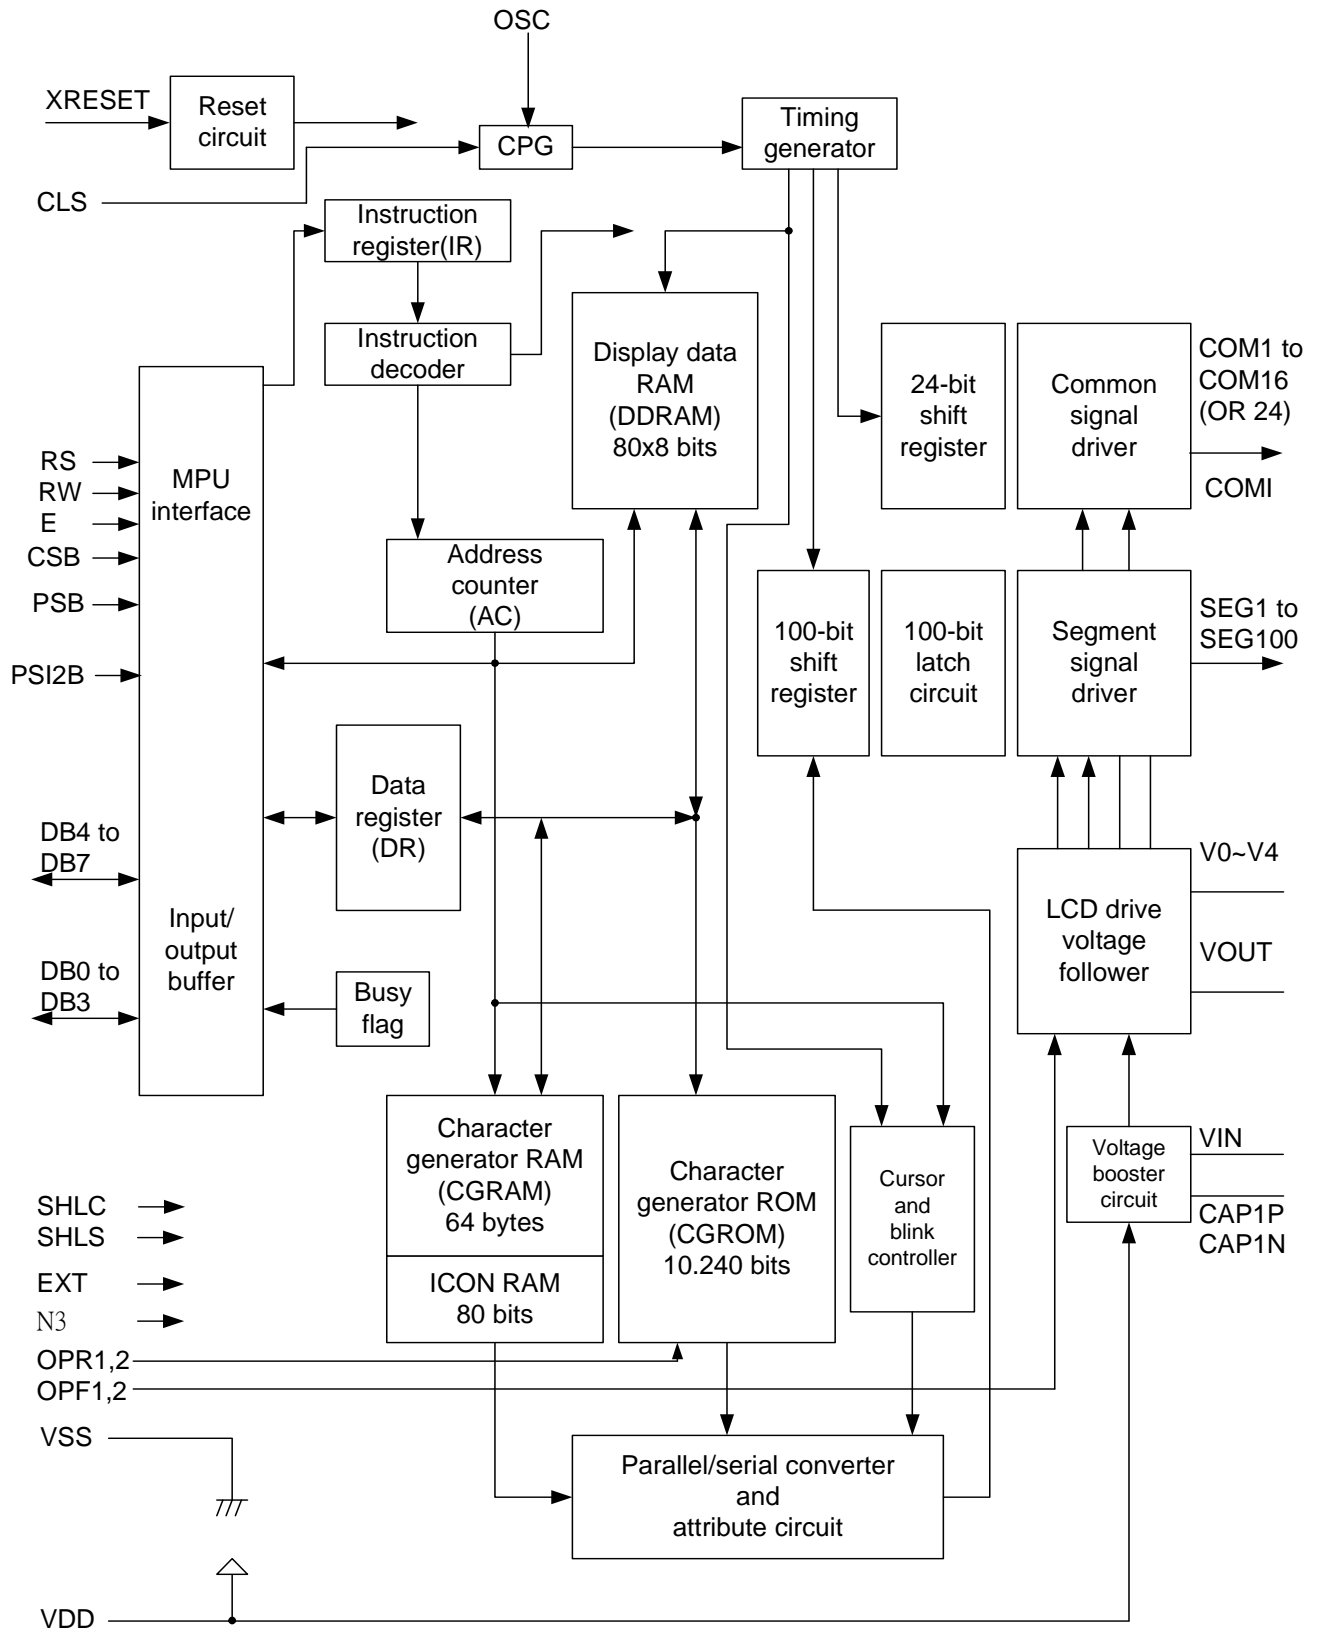 OSC
XRESET
Reset
circuit
CPG
Timing
generator
CLS
Instruction
register(IR)
Instruction
decoder
Display data
RAM
(DDRAM)
80x8 bits
24-bit
shift
register
Common
signal
driver
COM1 to
COM16
(OR 24)
COMI
MPU
interface
RS
RW
E
CSB
PSB
PSI2B
Address
counter
(AC)
100-bit
shift
register
100-bit
latch
circuit
Segment
signal
driver
SEG1 to
SEG100
Data
register
(DR)
DB4 to
DB7
Input/
output
buffer
DB0 to
DB3
Busy
flag
LCD drive
voltage
follower
V0~V4
VOUT
Character
generator RAM
(CGRAM)
64 bytes
ICON RAM
80 bits
Character
generator ROM
(CGROM)
10.240 bits
Cursor
and
blink
controller
Voltage
booster
circuit
VIN
CAP1P
CAP1N
SHLC
SHLS
EXT
N3
OPR1,2
OPF1,2
VSS
Parallel/serial converter
and
attribute circuit
VDD